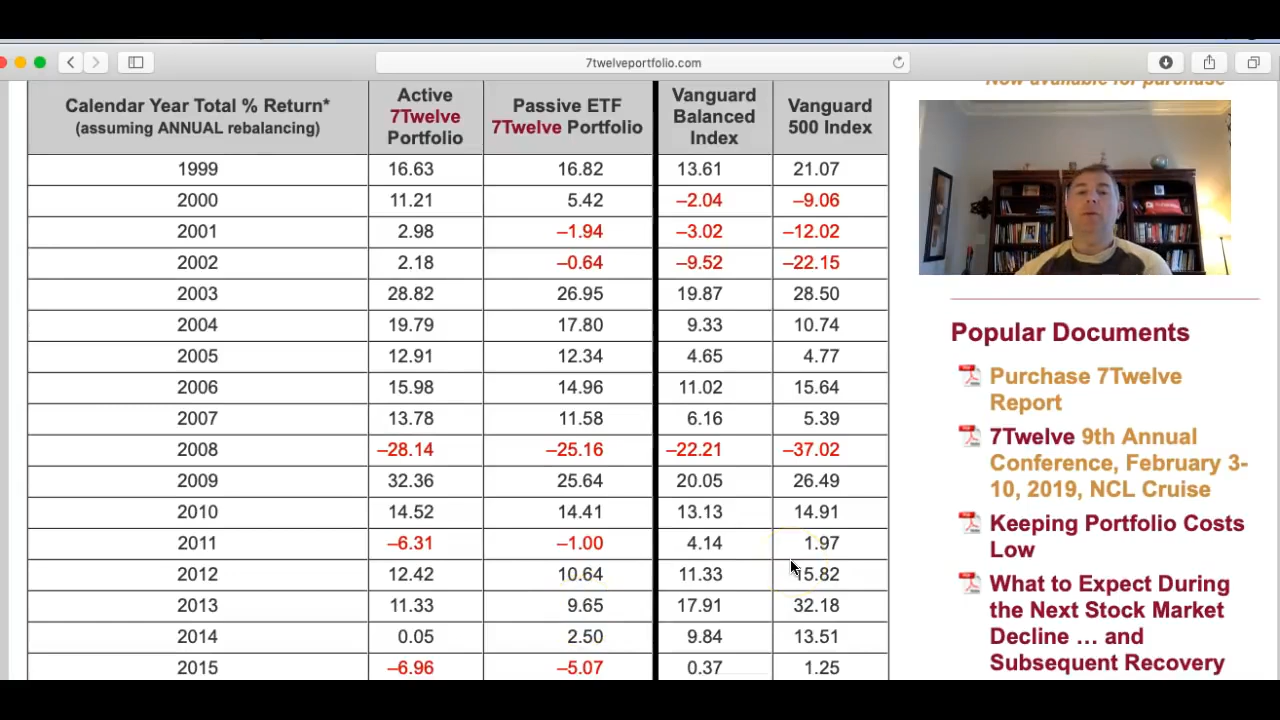 7twelveportfolio.com
Now available for purchase
Calendar Year Total % Return*
(assuming ANNUAL rebalancing)
Active
7Twelve
Portfolio
Passive ETF
7Twelve Portfolio
Vanguard
Balanced
Index
Vanguard
500 Index
1999 16.63 16.82 13.61 21.07
2000 11.21 5.42 –2.04 –9.06
2001 2.98 –1.94 –3.02 –12.02
2002 2.18 –0.64 –9.52 –22.15
2003 28.82 26.95 19.87 28.50
2004 19.79 17.80 9.33 10.74
2005 12.91 12.34 4.65 4.77
2006 15.98 14.96 11.02 15.64
2007 13.78 11.58 6.16 5.39
2008 –28.14 –25.16 –22.21 –37.02
2009 32.36 25.64 20.05 26.49
2010 14.52 14.41 13.13 14.91
2011 –6.31 –1.00 4.14 1.97
2012 12.42 10.64 11.33 15.82
2013 11.33 9.65 17.91 32.18
2014 0.05 2.50 9.84 13.51
2015 –6.96 –5.07 0.37 1.25
Popular Documents
Purchase 7Twelve
Report
7Twelve 9th Annual
Conference, February 3-
10, 2019, NCL Cruise
Keeping Portfolio Costs
Low
What to Expect During
the Next Stock Market
Decline … and
Subsequent Recovery